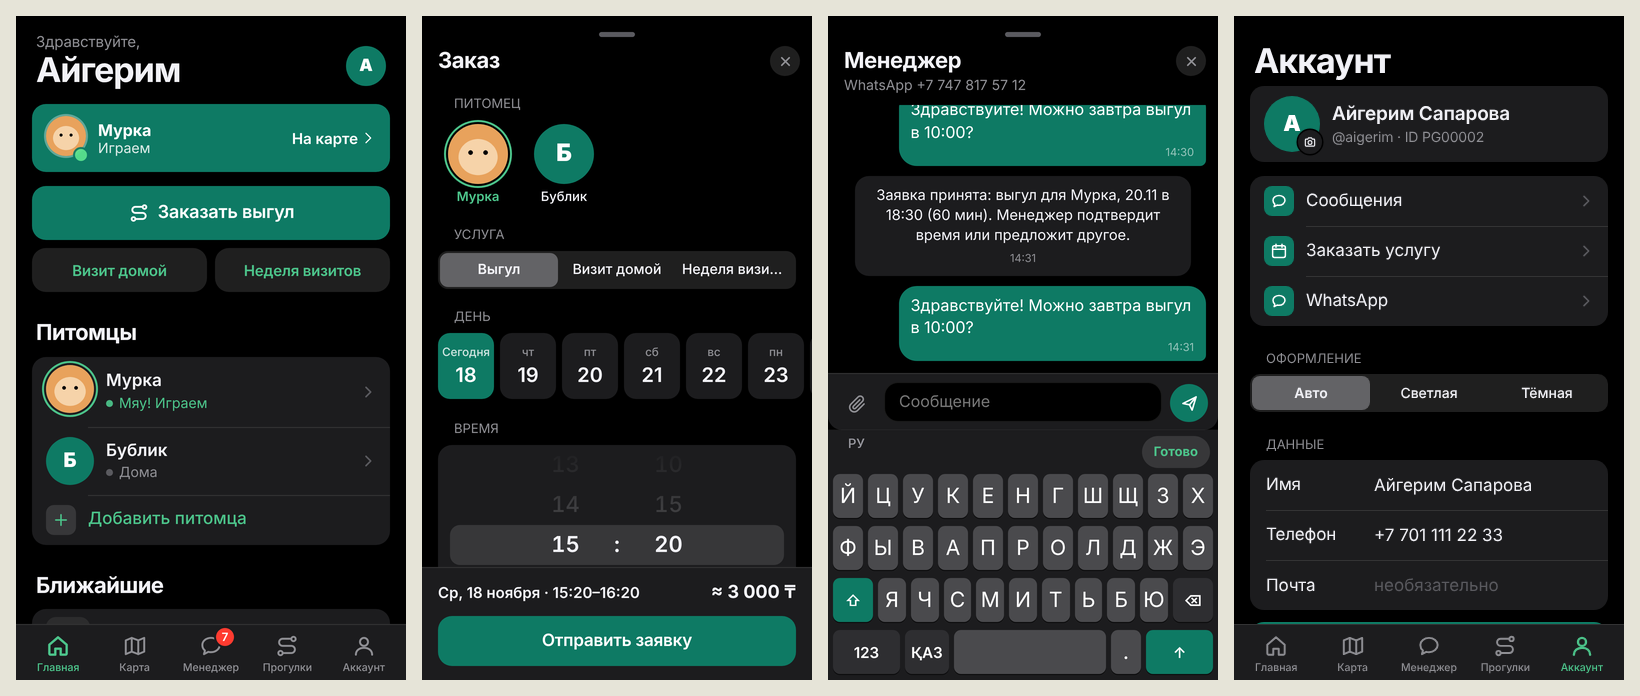 Здравствуйте,
Айгерим
А
Мурка
Играем
На карте
Заказать выгул
Визит домой
Неделя визитов
Питомцы
Мурка
Мяу! Играем
Б
Бублик
Дома
Добавить питомца
Ближайшие
7
Главная
Карта
Менеджер
Прогулки
Аккаунт
Заказ
ПИТОМЕЦ
Б
Мурка
Бублик
УСЛУГА
Выгул
Визит домой
Неделя визи...
ДЕНЬ
Сегодня
18
чт
19
пт
20
сб
21
вс
22
пн
23
ВРЕМЯ
13 10
14 15
15 : 20
Ср, 18 ноября · 15:20–16:20
≈ 3 000 ₸
Отправить заявку
Менеджер
WhatsApp +7 747 817 57 12
Здравствуйте! Можно завтра выгул
в 10:00?
14:30
Заявка принята: выгул для Мурка, 20.11 в
18:30 (60 мин). Менеджер подтвердит
время или предложит другое.
14:31
Здравствуйте! Можно завтра выгул
в 10:00?
14:31
Сообщение
РУ
Готово
Й Ц У К Е Н Г Ш Щ З Х
Ф Ы В А П Р О Л Д Ж Э
Я Ч С М И Т Ь Б Ю
123 ҚАЗ .
Аккаунт
А
Айгерим Сапарова
@aigerim · ID PG00002
Сообщения
Заказать услугу
WhatsApp
ОФОРМЛЕНИЕ
Авто
Светлая
Тёмная
ДАННЫЕ
Имя
Айгерим Сапарова
Телефон
+7 701 111 22 33
Почта
необязательно
Главная
Карта
Менеджер
Прогулки
Аккаунт